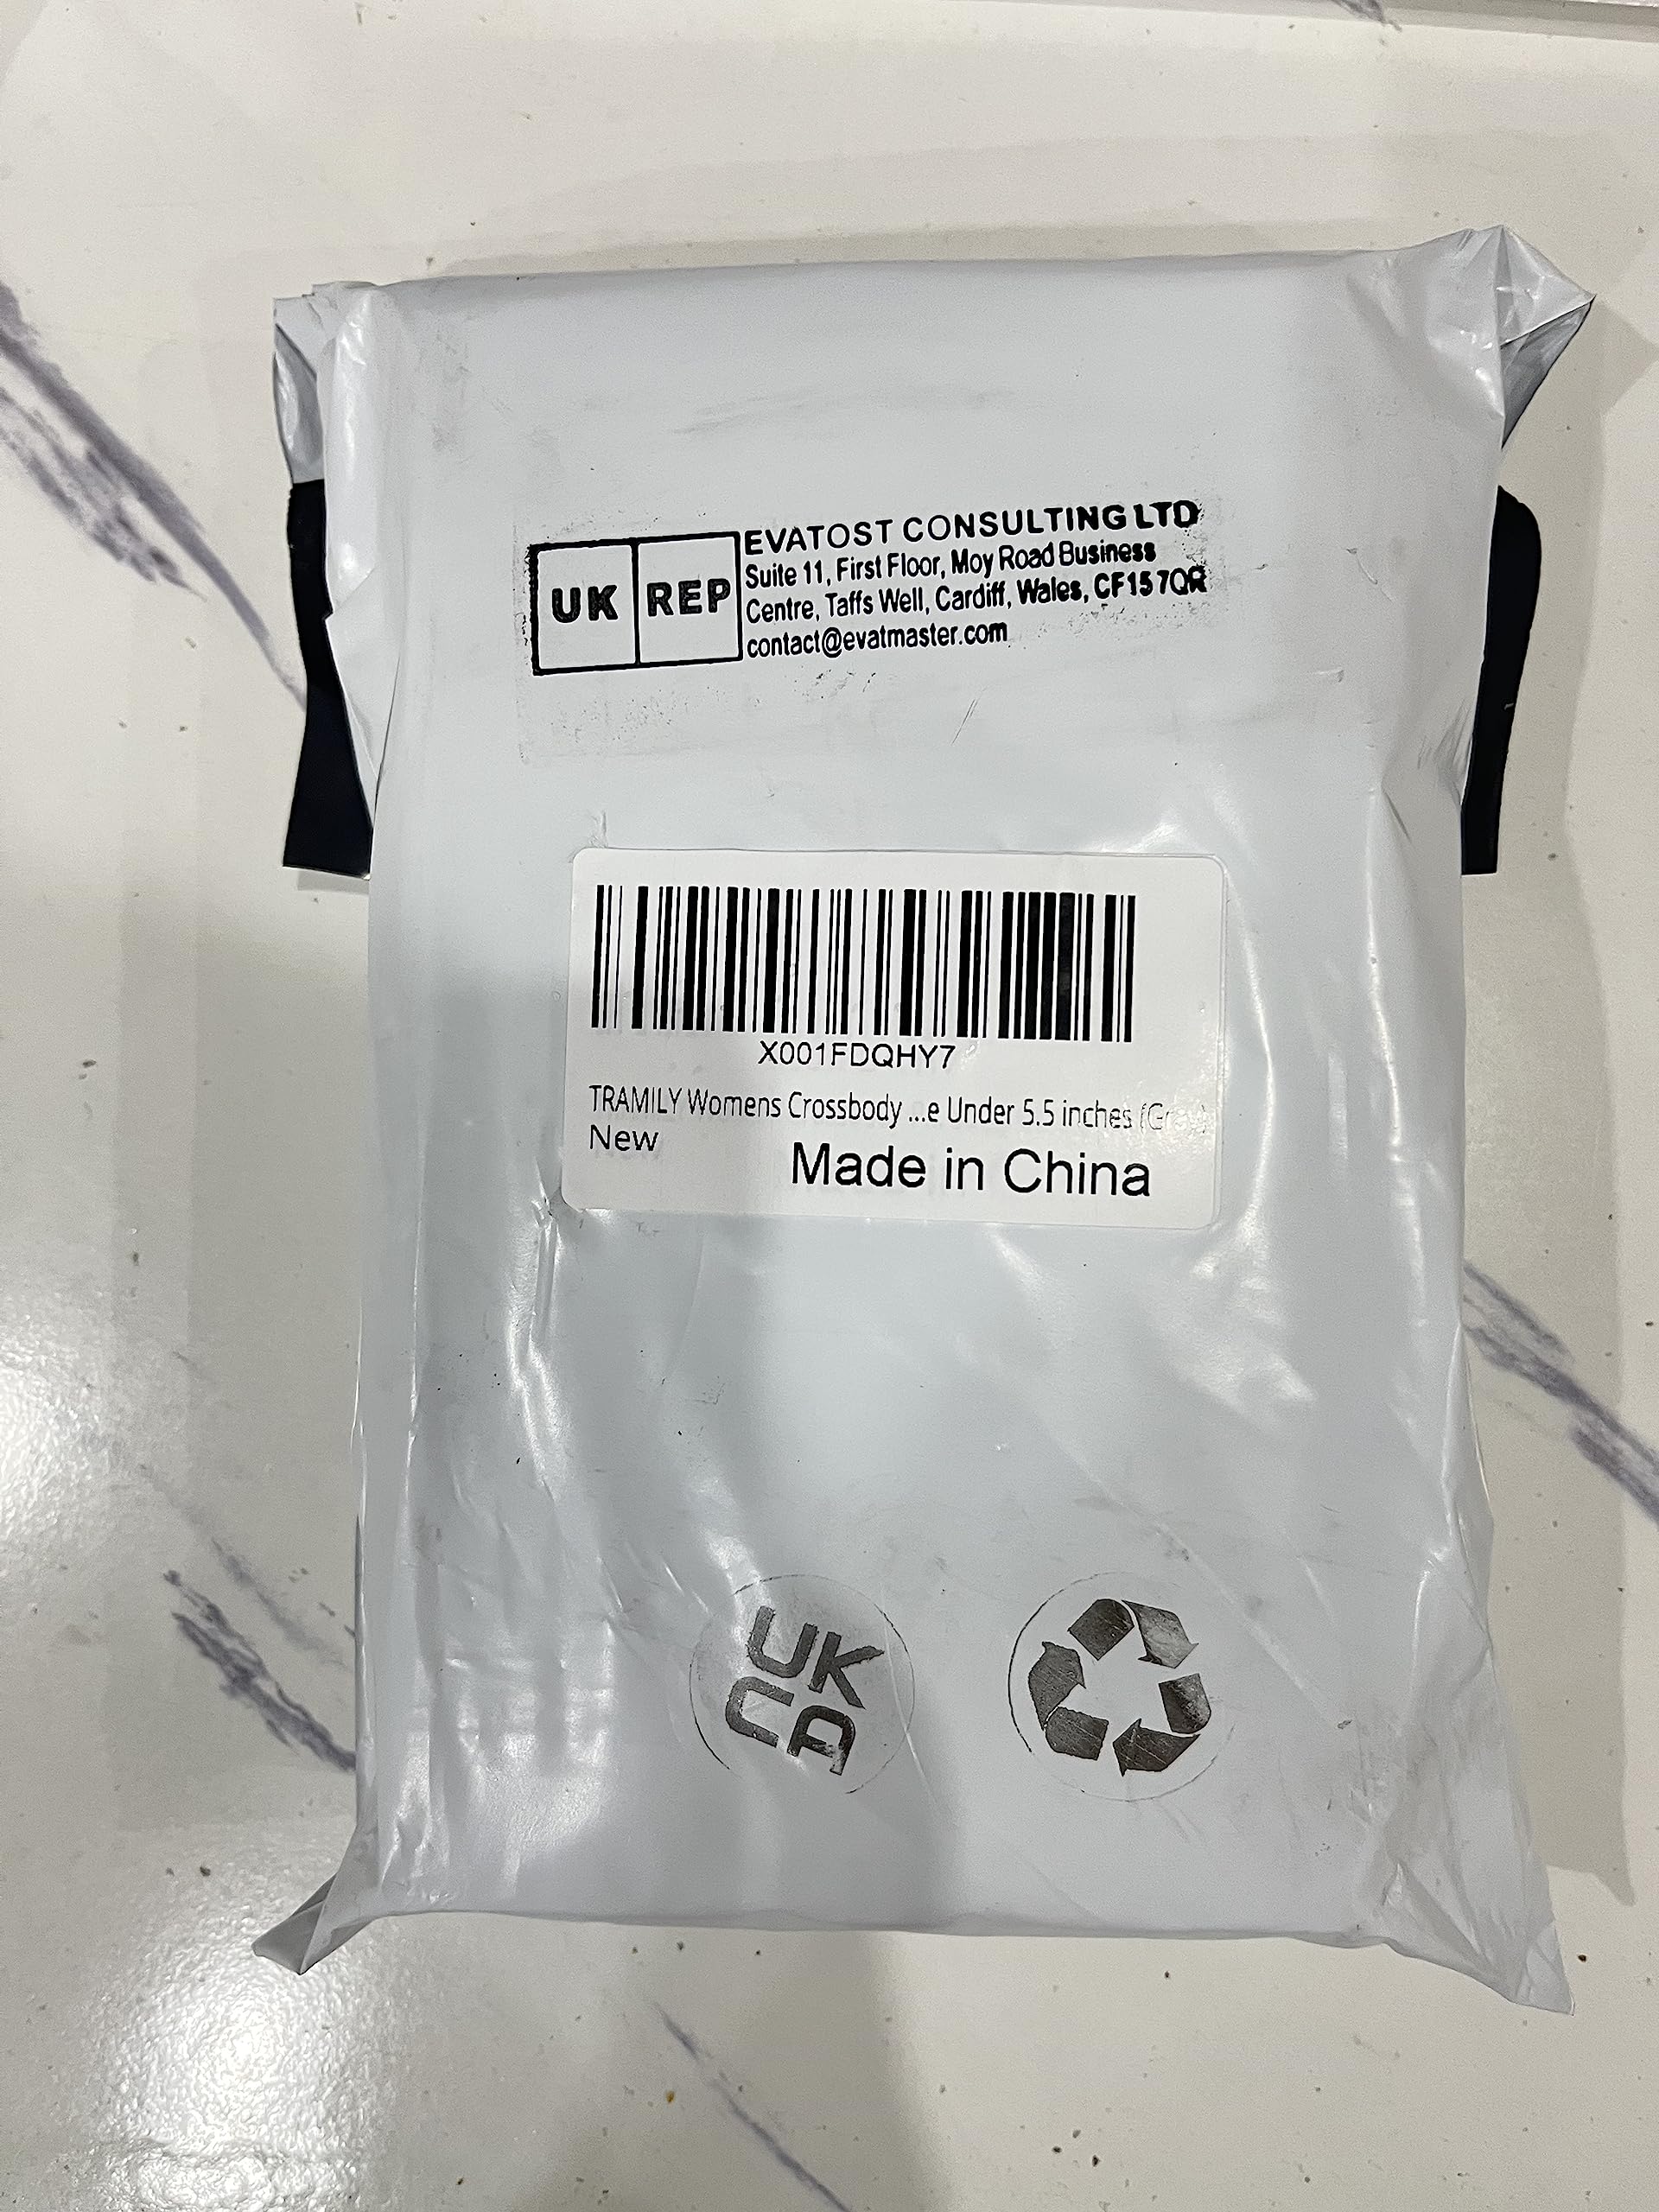 UK REP
EVATOST CONSULTING LTD
Suite 11, First Floor, Moy Road Business
Centre, Taffs Well, Cardiff, Wales, CF15 7QR
contact@evatmaster.com
X001FDQHY7
TRAMILY Womens Crossbody ...e Under 5.5 inches
New
Made in China
UK
CA